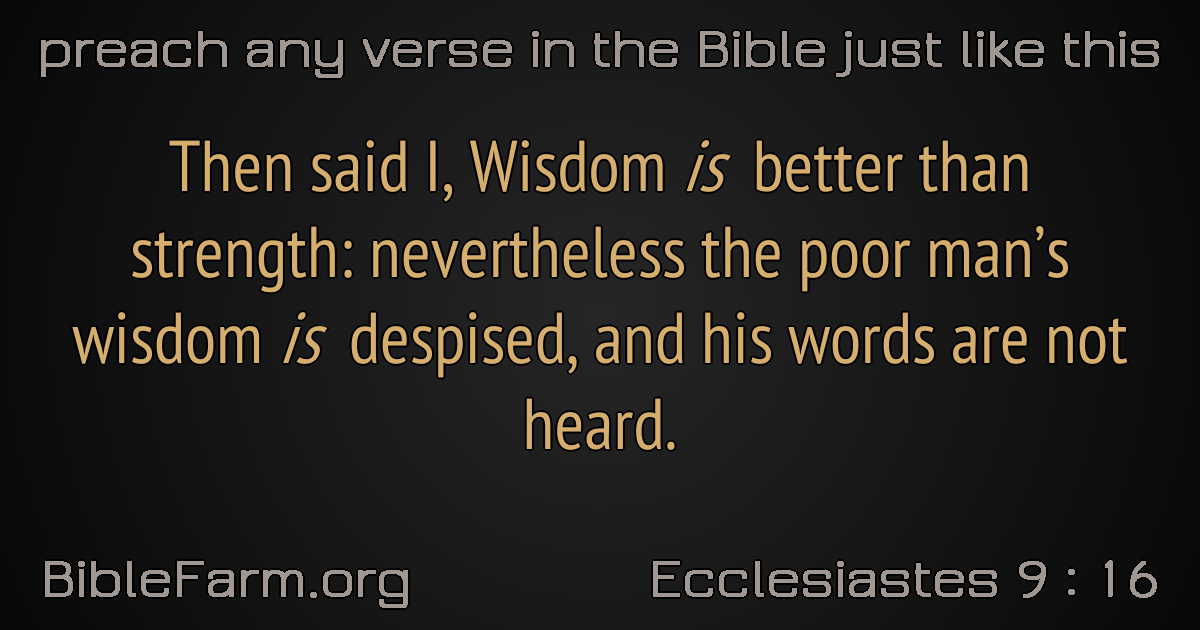 preach any verse in the Bible just like this
Then said I, Wisdom is better than
strength: nevertheless the poor man’s
wisdom is despised, and his words are not
heard.
BibleFarm.org
Ecclesiastes 9 : 16